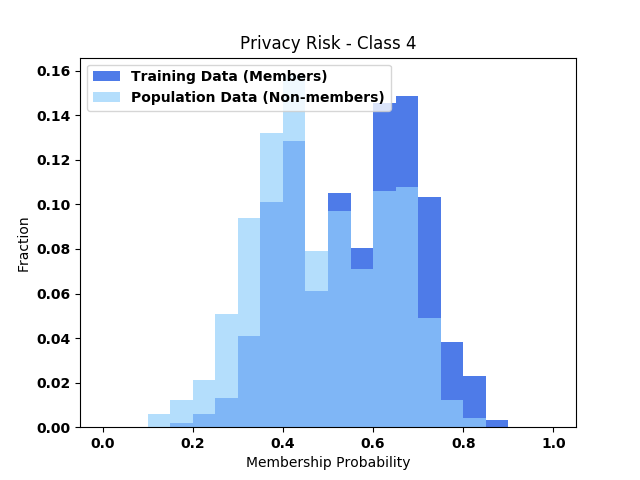 Privacy Risk - Class 4
Training Data (Members)
Population Data (Non-members)
0.16
0.14
0.12
0.10
0.08
0.06
0.04
0.02
0.00
Fraction
0.0 0.2 0.4 0.6 0.8 1.0
Membership Probability